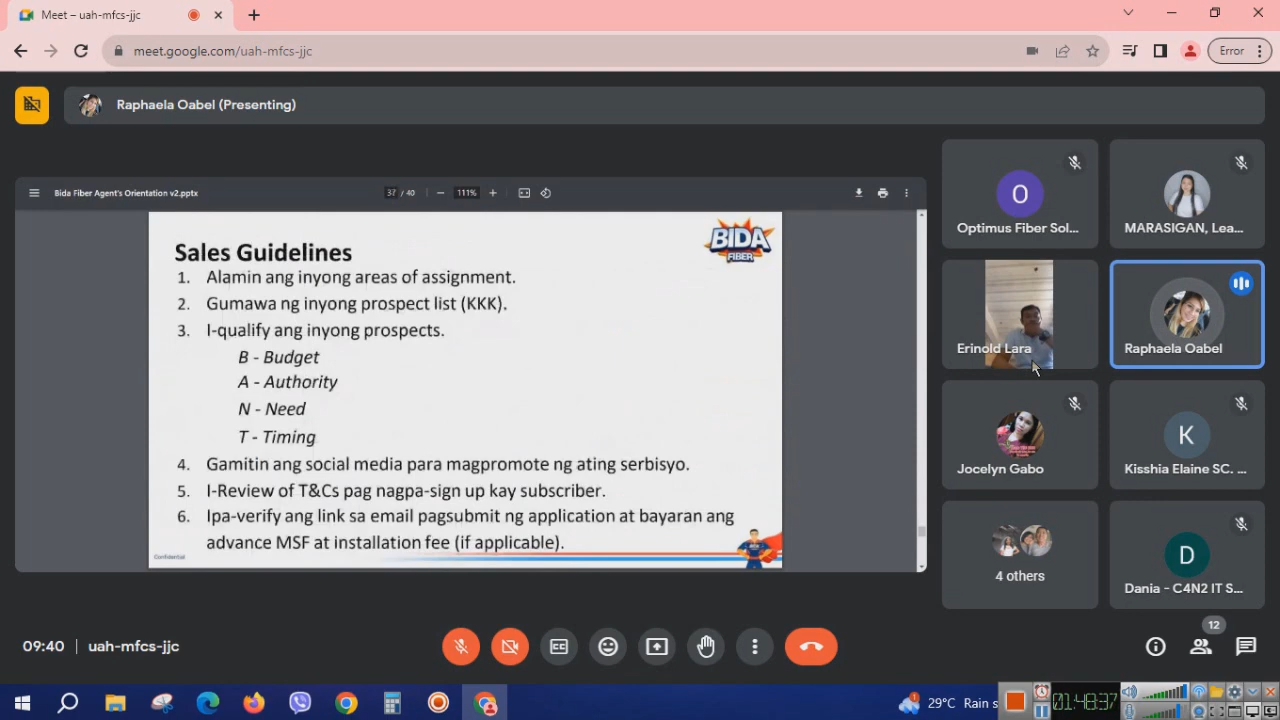 Meet – uah-mfcs-jjc
meet.google.com/uah-mfcs-jjc
Error
Raphaela Oabel (Presenting)
Bida Fiber Agent's Orientation v2.pptx
37 / 40
111%
BIDA
FIBER
Sales Guidelines
1. Alamin ang inyong areas of assignment.
2. Gumawa ng inyong prospect list (KKK).
3. I-qualify ang inyong prospects.
B - Budget
A - Authority
N - Need
T - Timing
4. Gamitin ang social media para magpromote ng ating serbisyo.
5. I-Review of T&Cs pag nagpa-sign up kay subscriber.
6. Ipa-verify ang link sa email pagsubmit ng application at bayaran ang
advance MSF at installation fee (if applicable).
Confidential
O
Optimus Fiber Sol...
MARASIGAN, Lea...
Erinold Lara
Raphaela Oabel
Jocelyn Gabo
K
Kisshia Elaine SC. ...
4 others
D
Dania - C4N2 IT S...
09:40
uah-mfcs-jjc
12
29°C Rain s
01:48:37